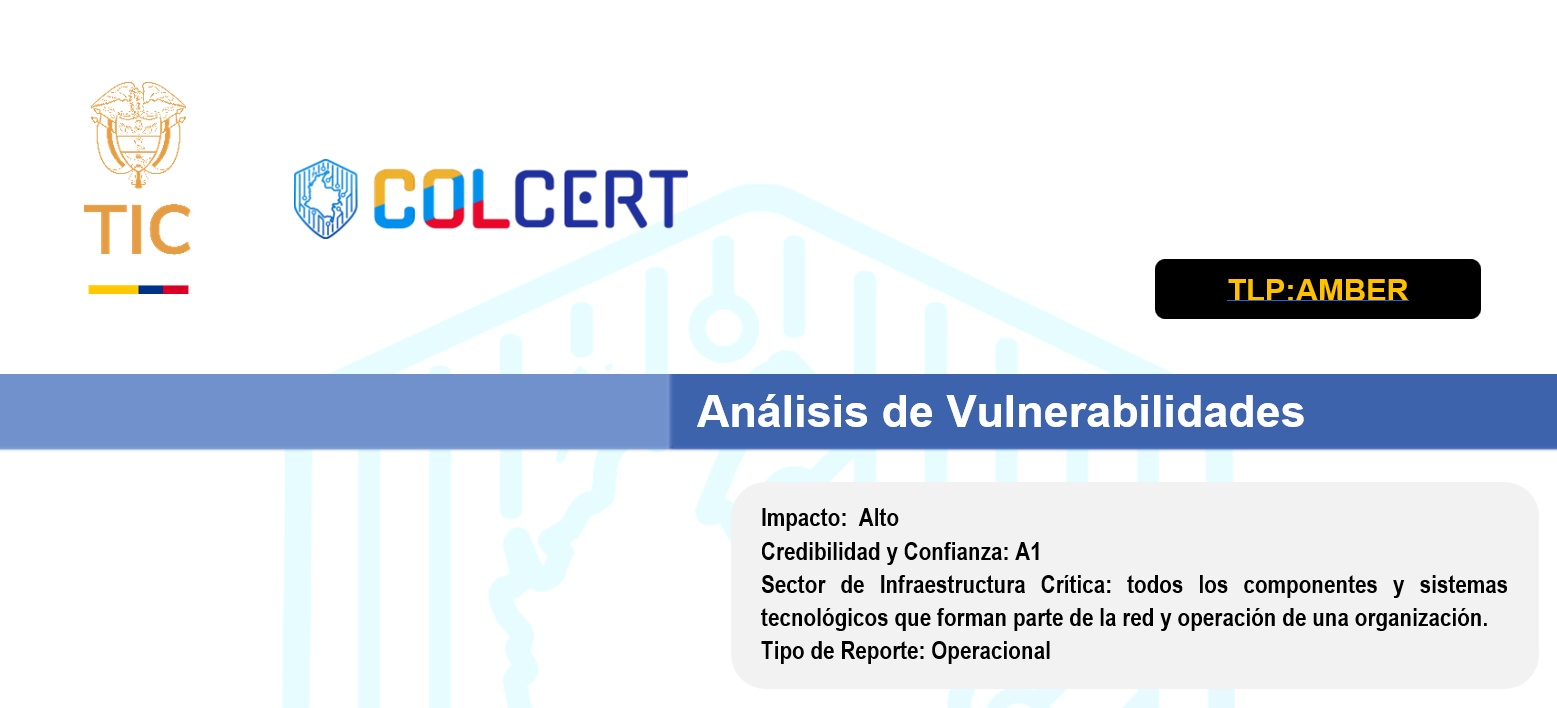 TIC
COLCERT
TLP:AMBER
Análisis de Vulnerabilidades
Impacto:  Alto
Credibilidad y Confianza: A1
Sector de Infraestructura Crítica: todos los componentes y sistemas
tecnológicos que forman parte de la red y operación de una organización.
Tipo de Reporte: Operacional